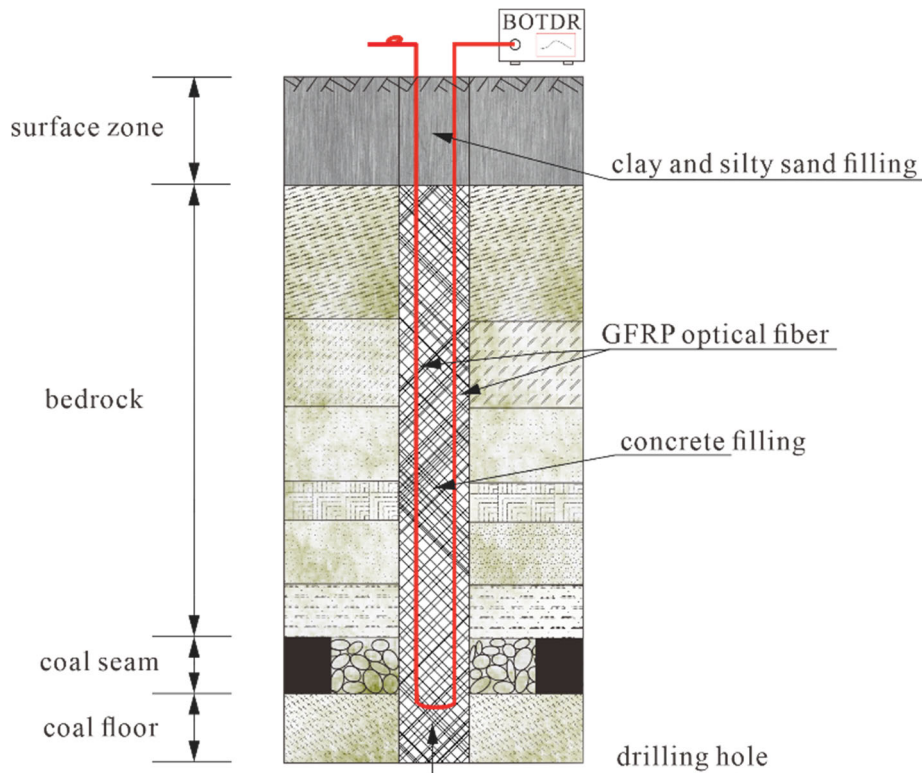 BOTDR
surface zone
clay and silty sand filling
GFRP optical fiber
bedrock
concrete filling
coal seam
coal floor
drilling hole